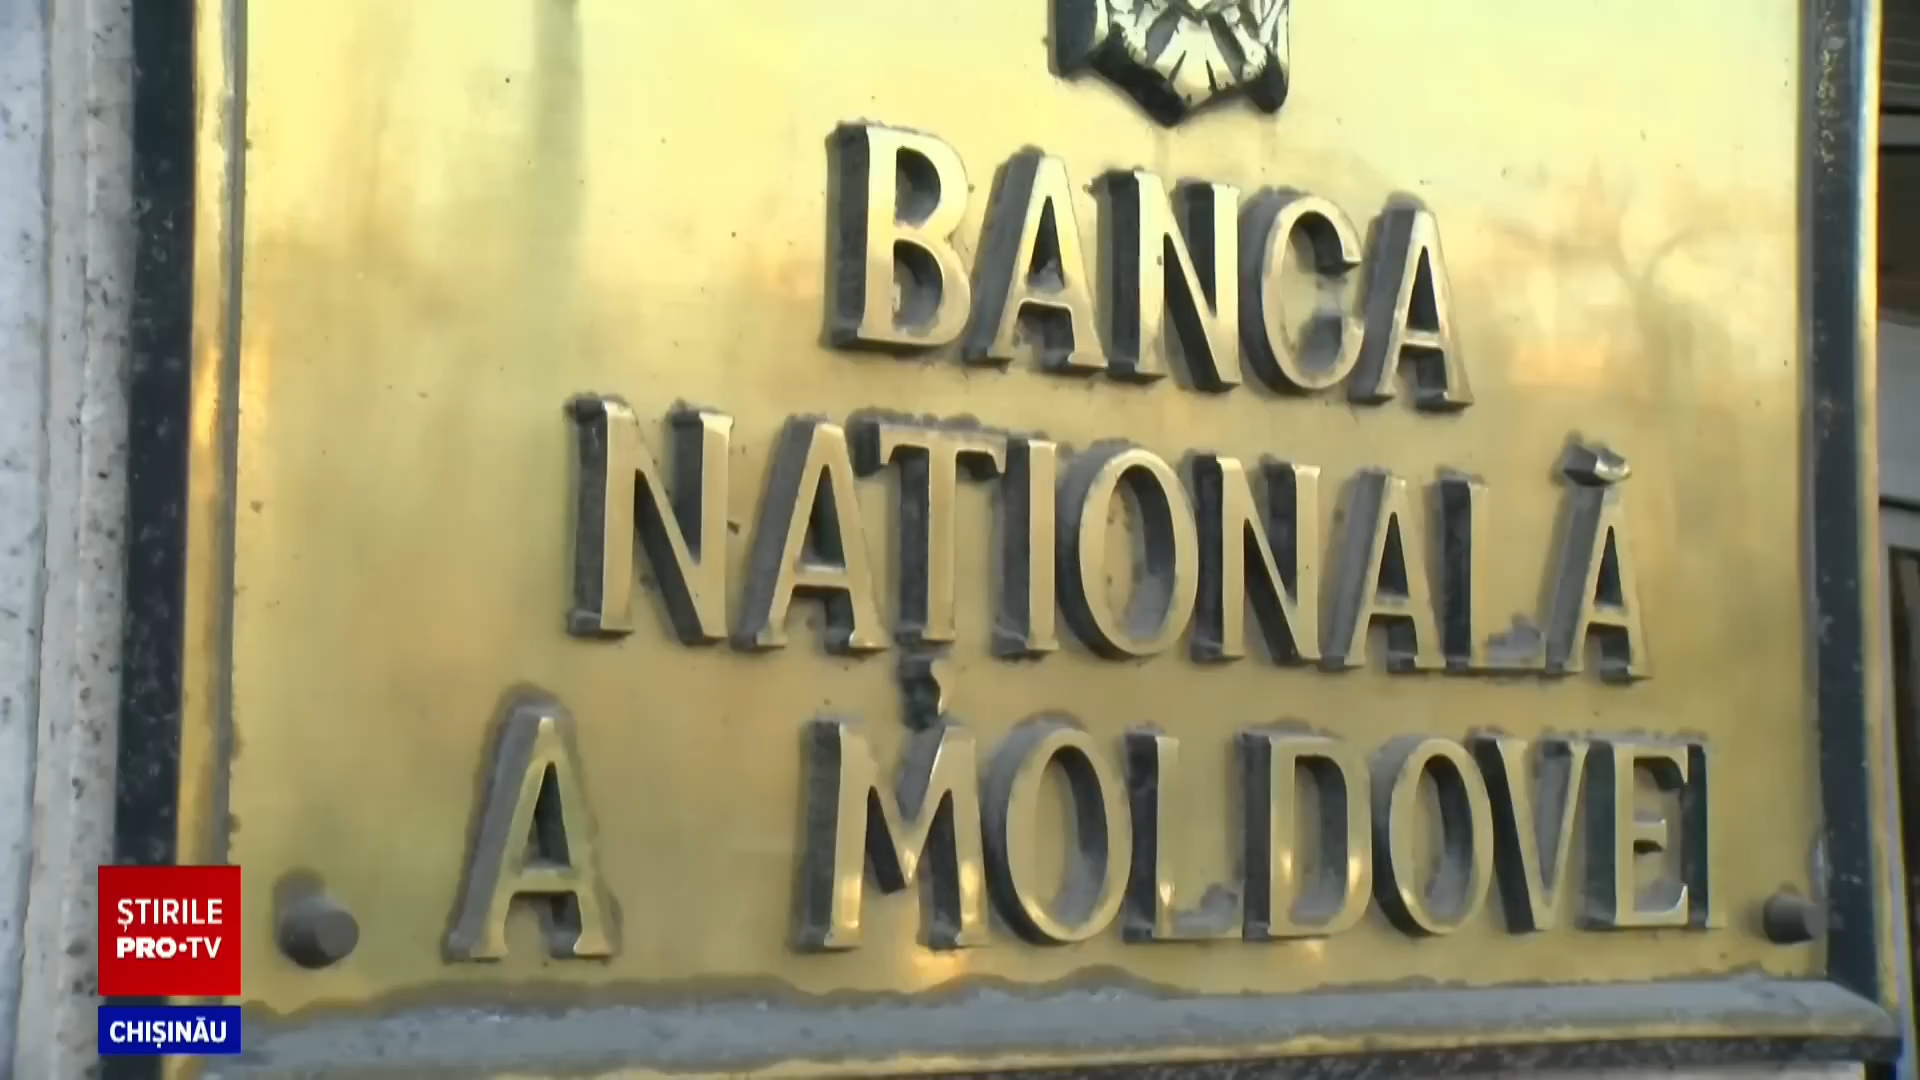 BANCA
NAȚIONALĂ
A MOLDOVEI
ȘTIRILE
PRO•TV
CHIȘINĂU